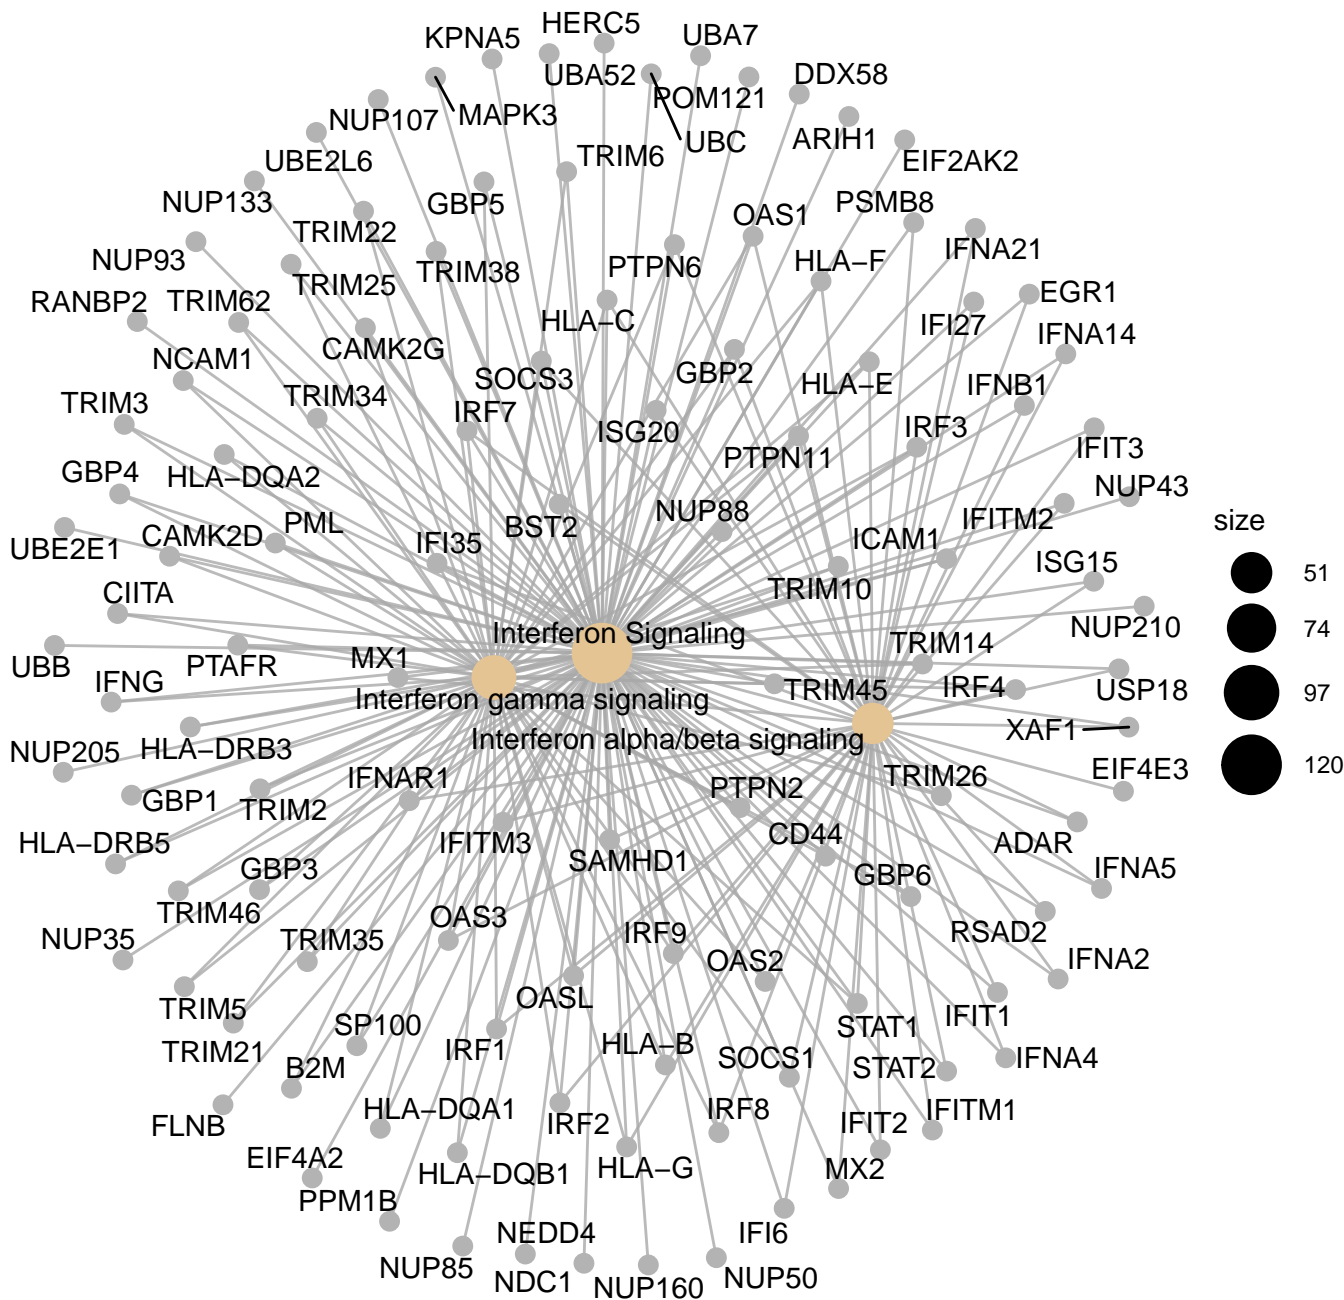 HERC5
KPNA5
UBA7
UBA52
DDX58
POM121
MAPK3
NUP107
UBC
ARIH1
TRIM6
UBE2L6
EIF2AK2
NUP133
GBP5
PSMB8
OAS1
TRIM22
IFNA21
NUP93
TRIM38
PTPN6
HLA−F
TRIM25
RANBP2
TRIM62
EGR1
HLA−C
IFI27
IFNA14
CAMK2G
NCAM1
SOCS3
GBP2
HLA−E
IFNB1
TRIM34
TRIM3
IRF7
ISG20
IRF3
IFIT3
PTPN11
GBP4
HLA−DQA2
NUP43
PML
BST2
NUP88
IFITM2
size
CAMK2D
IFI35
ICAM1
UBE2E1
ISG15
51
TRIM10
CIITA
NUP210
74
Interferon Signaling
TRIM14
MX1
UBB
PTAFR
IFNG
TRIM45
IRF4
USP18
97
Interferon gamma signaling
XAF1
Interferon alpha/beta signaling
NUP205
HLA−DRB3
EIF4E3
120
IFNAR1
TRIM26
PTPN2
GBP1
TRIM2
CD44
HLA−DRB5
IFITM3
ADAR
SAMHD1
GBP3
GBP6
IFNA5
TRIM46
OAS3
NUP35
TRIM35
IRF9
RSAD2
OAS2
IFNA2
OASL
TRIM5
SP100
STAT1
IFIT1
TRIM21
IRF1
HLA−B
SOCS1
IFNA4
B2M
STAT2
FLNB
HLA−DQA1
IRF2
IRF8
IFIT2
IFITM1
EIF4A2
HLA−DQB1
HLA−G
MX2
PPM1B
NEDD4
IFI6
NUP85
NDC1
NUP160
NUP50